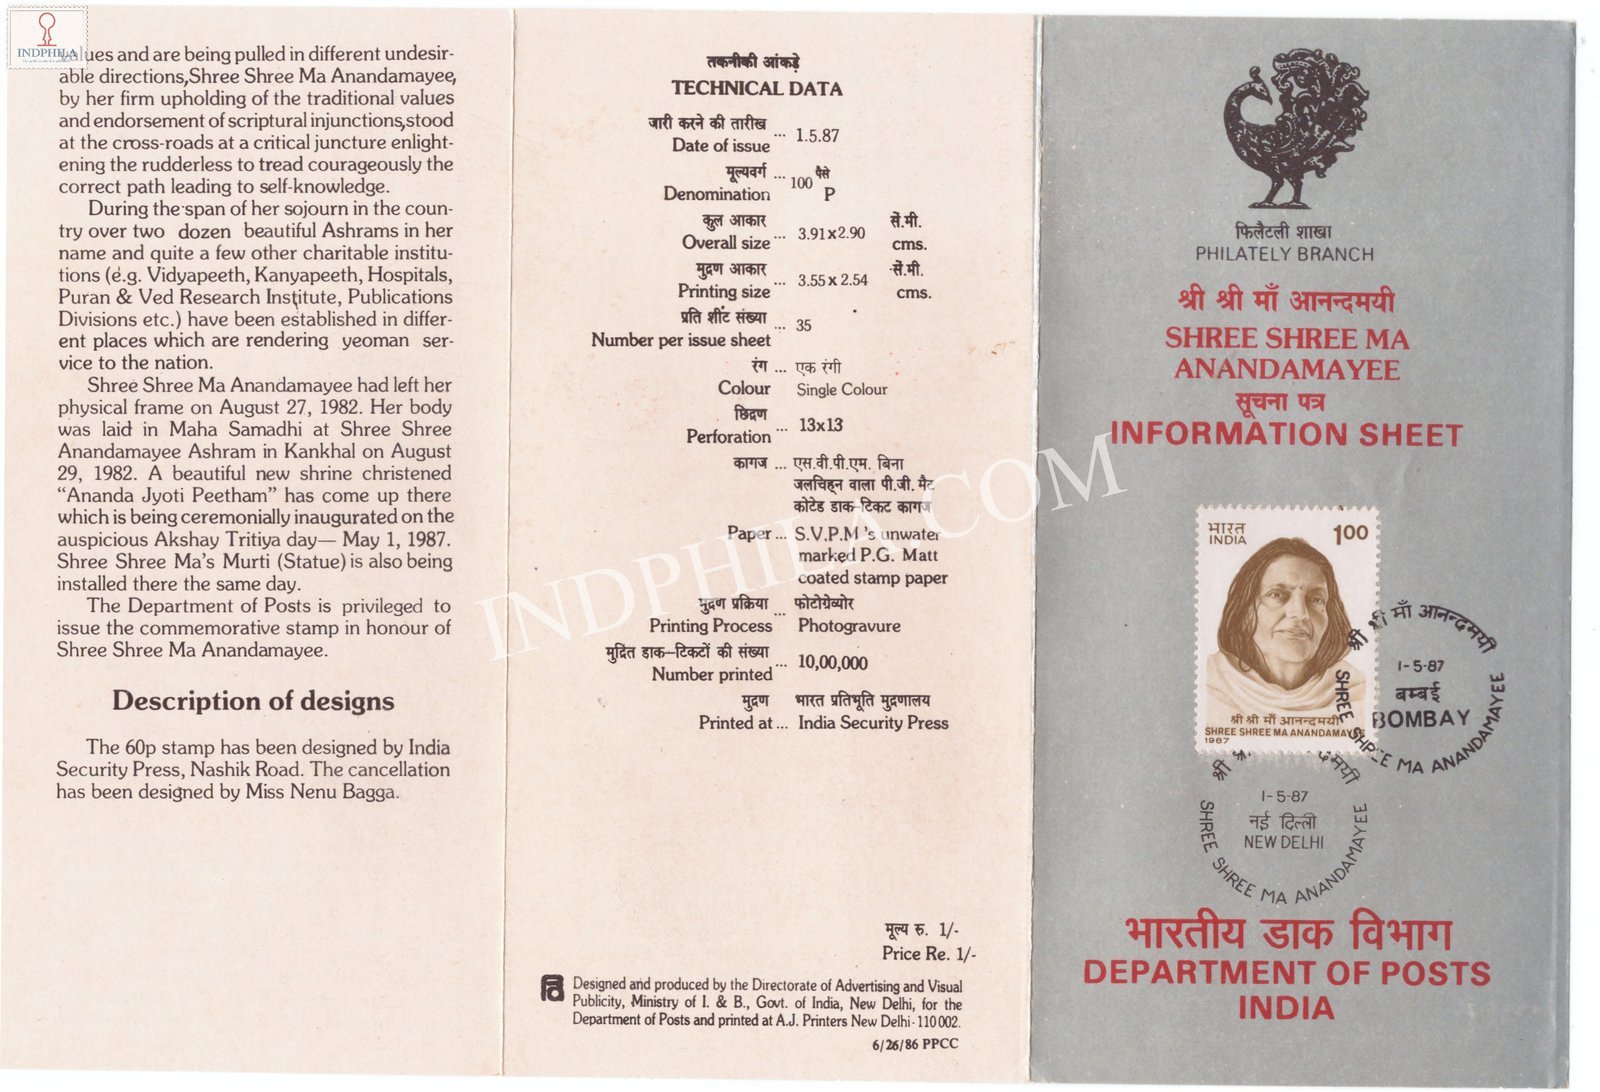 INDPHILA
values and are being pulled in different undesir-
able directions,Shree Shree Ma Anandamayee,
by her firm upholding of the traditional values
and endorsement of scriptural injunctions,stood
at the cross-roads at a critical juncture enlight-
ening the rudderless to tread courageously the
correct path leading to self-knowledge.
During the span of her sojourn in the coun-
try over two dozen beautiful Ashrams in her
name and quite a few other charitable institu-
tions (e.g. Vidyapeeth, Kanyapeeth, Hospitals,
Puran & Ved Research Institute, Publications
Divisions etc.) have been established in differ-
ent places which are rendering yeoman ser-
vice to the nation.
Shree Shree Ma Anandamayee had left her
physical frame on August 27, 1982. Her body
was laid in Maha Samadhi at Shree Shree
Anandamayee Ashram in Kankhal on August
29, 1982. A beautiful new shrine christened
“Ananda Jyoti Peetham” has come up there
which is being ceremonially inaugurated on the
auspicious Akshay Tritiya day— May 1, 1987.
Shree Shree Ma's Murti (Statue) is also being
installed there the same day.
The Department of Posts is privileged to
issue the commemorative stamp in honour of
Shree Shree Ma Anandamayee.
Description of designs
The 60p stamp has been designed by India
Security Press, Nashik Road. The cancellation
has been designed by Miss Nenu Bagga.
तकनीकी आंकड़े
TECHNICAL DATA
जारी करने की तारीख
Date of issue ... 1.5.87
मूल्यवर्ग ... 100 पैसे
Denomination P
कुल आकार सें.मी.
Overall size ... 3.91x2.90 cms.
मुद्रण आकार सें.मी.
Printing size ... 3.55x2.54 cms.
प्रति शीट संख्या
Number per issue sheet ... 35
रंग ... एक रंगी
Colour Single Colour
छिद्रण
Perforation ... 13x13
कागज ... एस.वी.पी.एम. बिना
जलचिह्न वाला पी.जी. मैट
कोटेड डाक–टिकट कागज
Paper ... S.V.P.M 's unwater
marked P.G. Matt
coated stamp paper
मुद्रण प्रक्रिया ... फोटोग्रेव्योर
Printing Process Photogravure
मुद्रित डाक–टिकटों की संख्या
Number printed ... 10,00,000
मुद्रण भारत प्रतिभूति मुद्रणालय
Printed at ... India Security Press
मूल्य रु. 1/-
Price Re. 1/-
Designed and produced by the Directorate of Advertising and Visual
Publicity, Ministry of I. & B., Govt. of India, New Delhi, for the
Department of Posts and printed at A.J. Printers New Delhi-110 002.
6/26/86 PPCC
INDPHILA.COM
फिलैटली शाखा
PHILATELY BRANCH
श्री श्री माँ आनन्दमयी
SHREE SHREE MA
ANANDAMAYEE
सूचना पत्र
INFORMATION SHEET
भारत
INDIA
1.00
श्री श्री माँ आनन्दमयी
SHREE SHREE MA ANANDAMAYEE
1987
श्री श्री माँ आनन्दमयी
1-5-87
बम्बई
BOMBAY
SHREE SHREE MA ANANDAMAYEE
1-5-87
नई दिल्ली
NEW DELHI
SHREE SHREE MA ANANDAMAYEE
भारतीय डाक विभाग
DEPARTMENT OF POSTS
INDIA